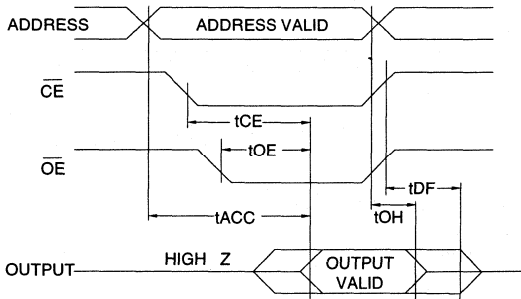 ADDRESS
ADDRESS VALID
CE
tCE
tOE
OE
tDF
tACC
tOH
HIGH Z
OUTPUT
OUTPUT
VALID